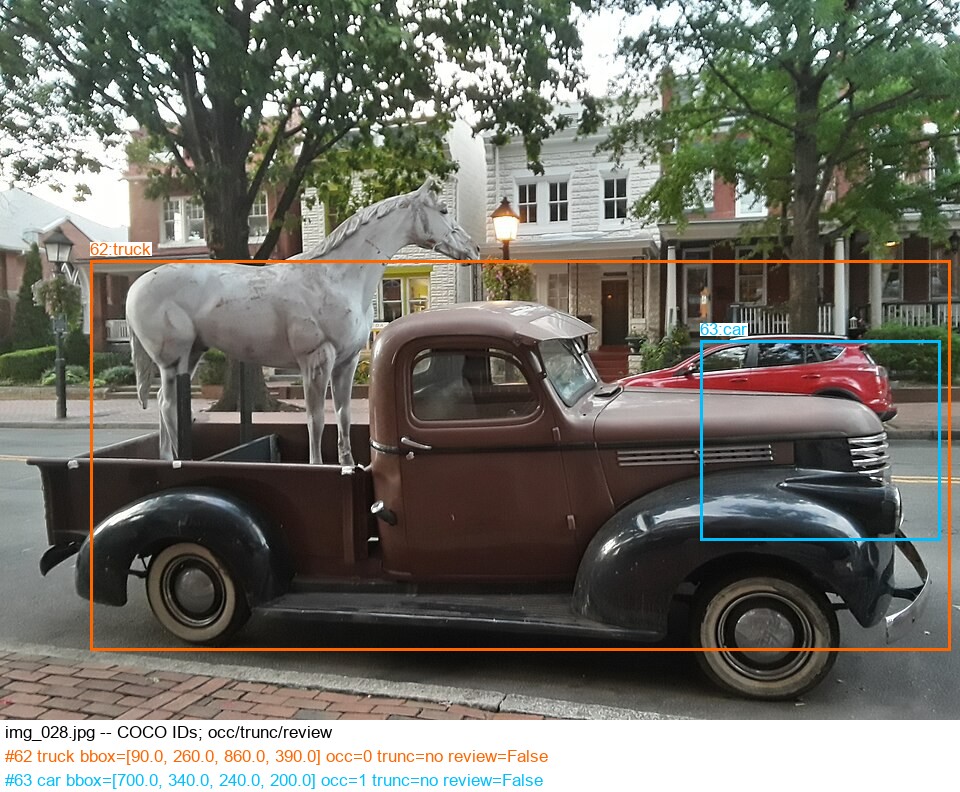 62:truck
63:car
img_028.jpg -- COCO IDs; occ/trunc/review
#62 truck bbox=[90.0, 260.0, 860.0, 390.0] occ=0 trunc=no review=False
#63 car bbox=[700.0, 340.0, 240.0, 200.0] occ=1 trunc=no review=False